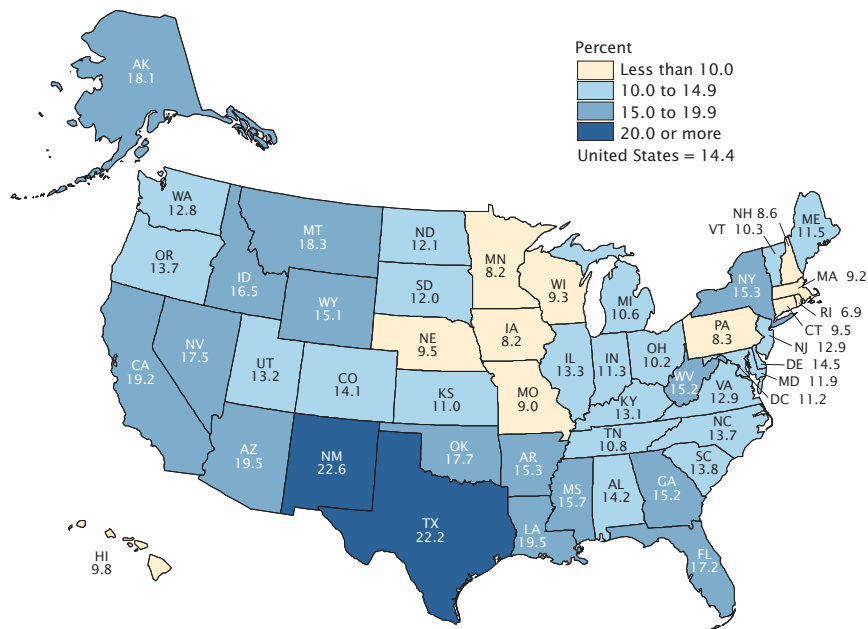 Percent
Less than 10.0
10.0 to 14.9
15.0 to 19.9
20.0 or more
United States = 14.4
AK
18.1
WA
12.8
OR
13.7
CA
19.2
NV
17.5
ID
16.5
MT
18.3
WY
15.1
UT
13.2
CO
14.1
AZ
19.5
NM
22.6
ND
12.1
SD
12.0
NE
9.5
KS
11.0
OK
17.7
TX
22.2
MN
8.2
IA
8.2
MO
9.0
AR
15.3
LA
19.5
WI
9.3
IL
13.3
MI
10.6
IN
11.3
OH
10.2
KY
13.1
TN
10.8
MS
15.7
AL
14.2
GA
15.2
FL
17.2
SC
13.8
NC
13.7
VA
12.9
WV
15.2
PA
8.3
NY
15.3
VT 10.3
NH 8.6
ME
11.5
MA 9.2
RI 6.9
CT 9.5
NJ 12.9
DE 14.5
MD 11.9
DC 11.2
HI
9.8